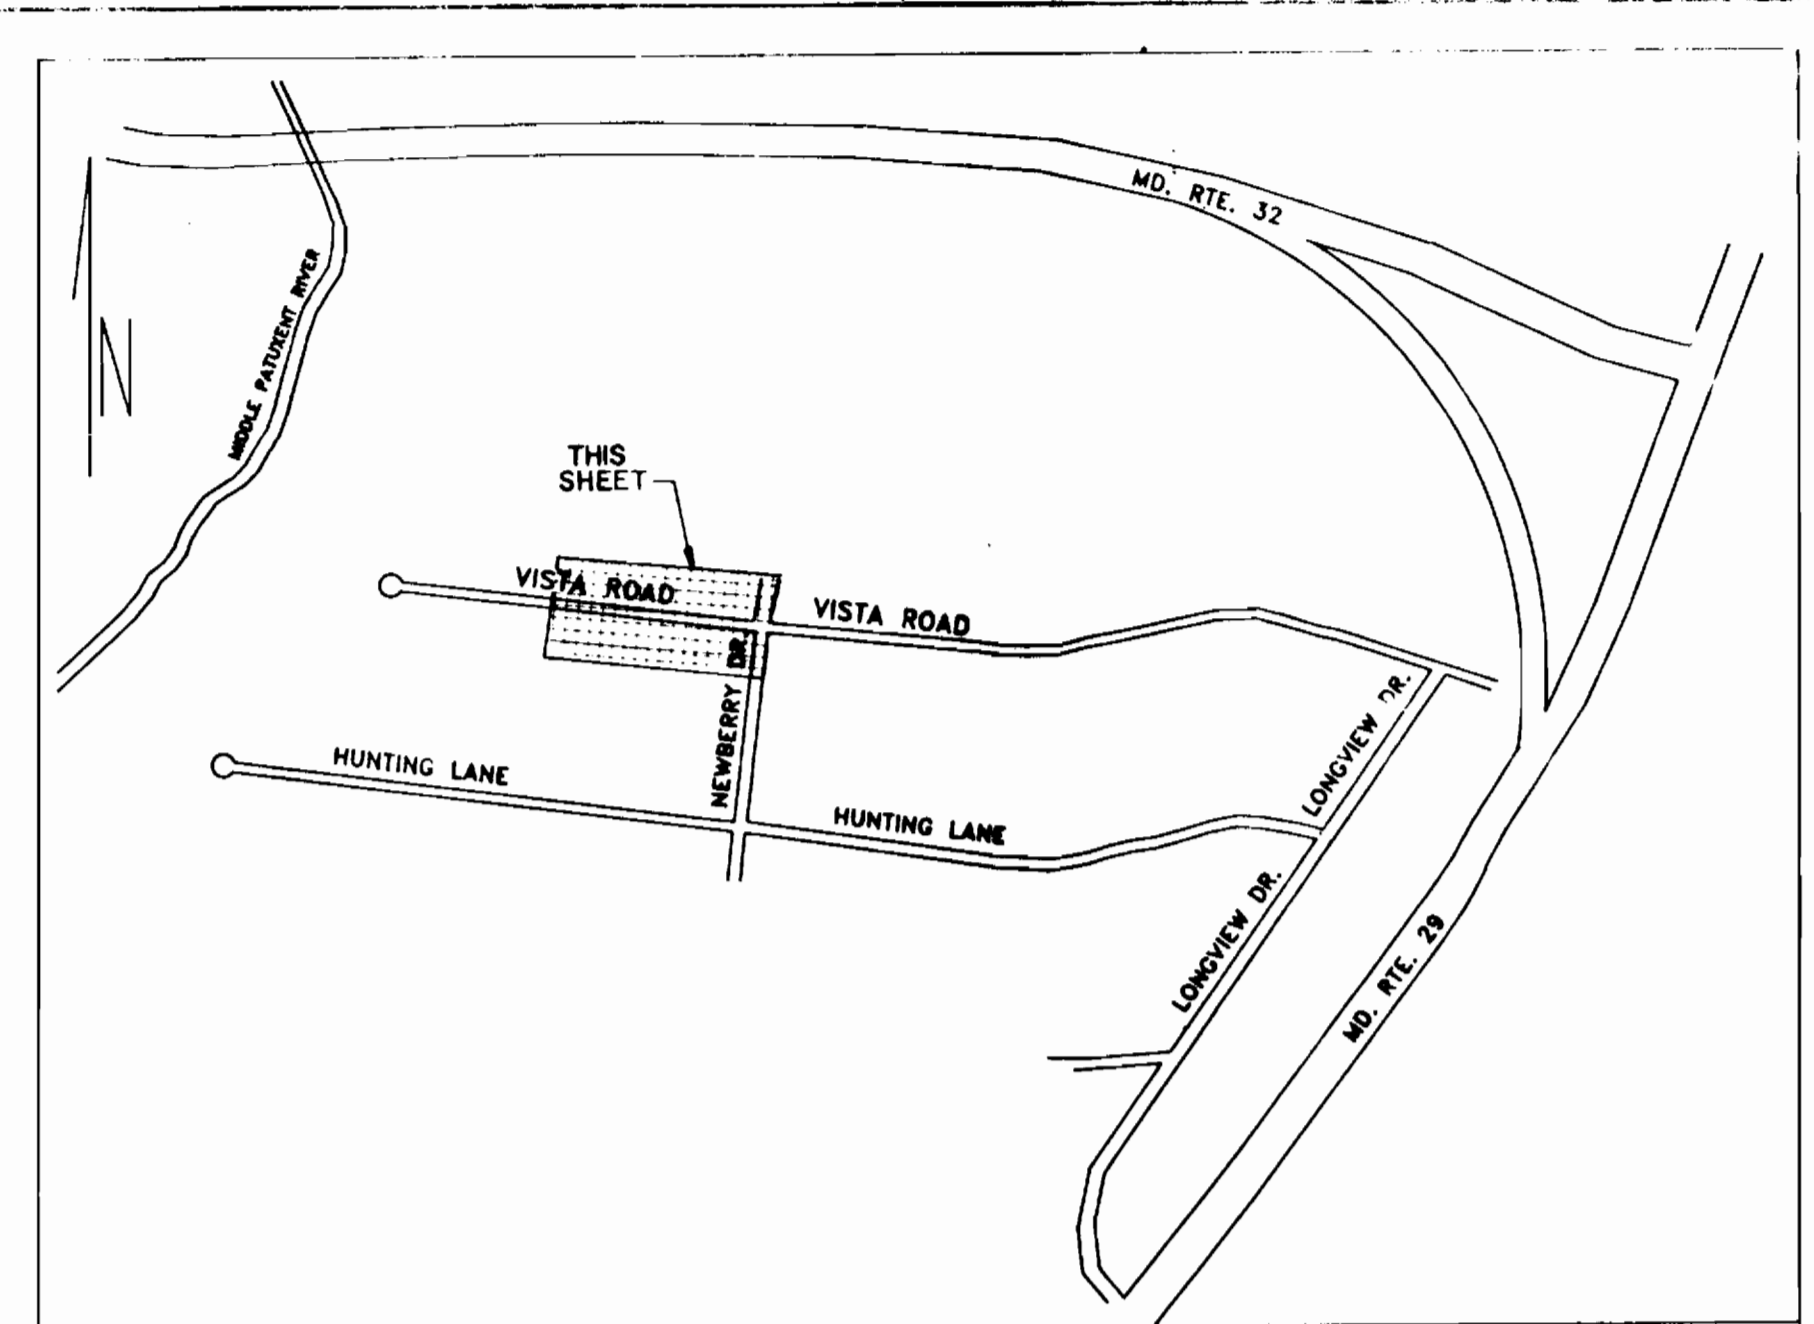 MD. RTE. 32
MIDDLE PATUXENT RIVER
N
THIS
SHEET
VISTA ROAD
VISTA ROAD
NEWBERRY DR.
LONGVIEW DR.
HUNTING LANE
HUNTING LANE
LONGVIEW DR.
MD. RTE. 29